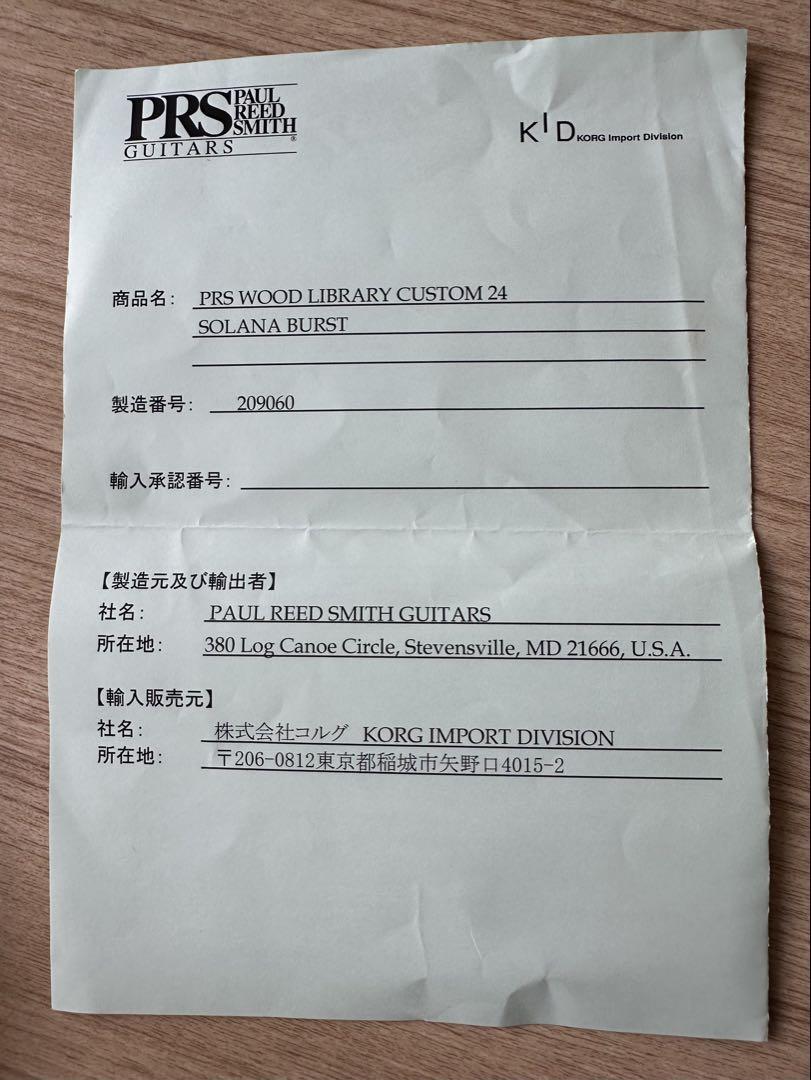 PRS PAUL
REED
SMITH
GUITARS
KID KORG Import Division
商品名: PRS WOOD LIBRARY CUSTOM 24
SOLANA BURST
製造番号: 209060
輸入承認番号:
【製造元及び輸出者】
社名: PAUL REED SMITH GUITARS
所在地: 380 Log Canoe Circle, Stevensville, MD 21666, U.S.A.
【輸入販売元】
社名: 株式会社コルグ KORG IMPORT DIVISION
所在地: 〒206-0812東京都稲城市矢野口4015-2